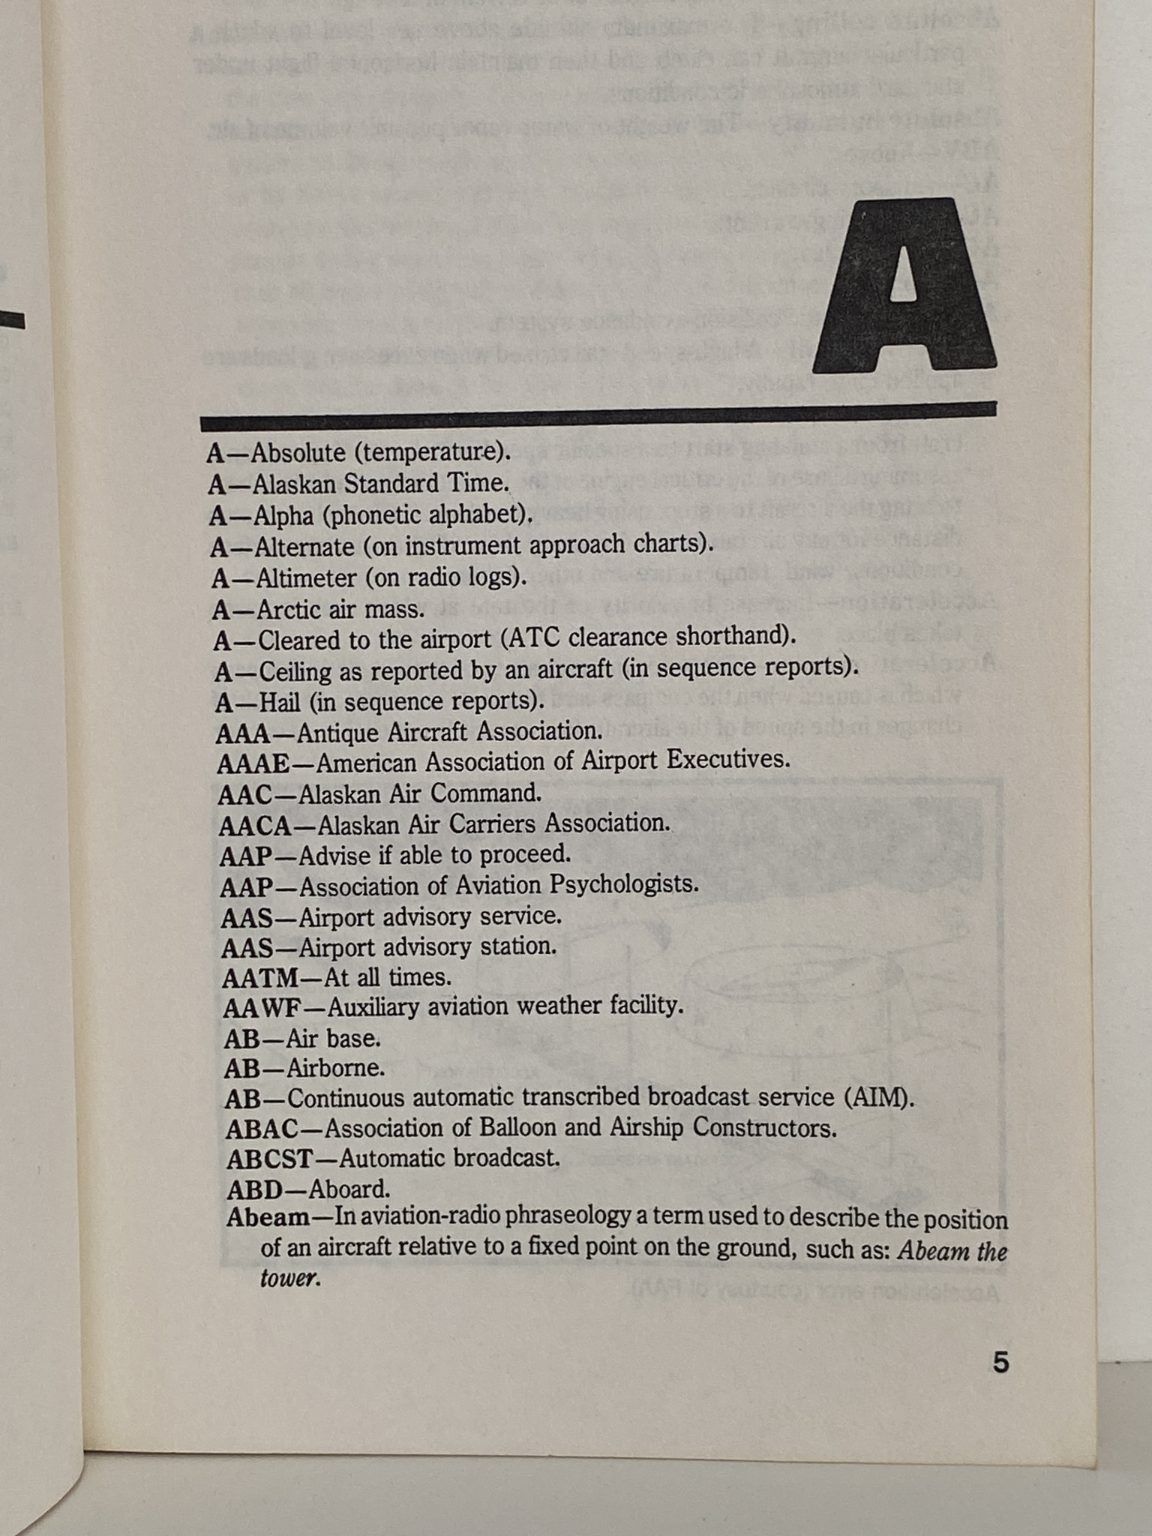 A
A—Absolute (temperature).
A—Alaskan Standard Time.
A—Alpha (phonetic alphabet).
A—Alternate (on instrument approach charts).
A—Altimeter (on radio logs).
A—Arctic air mass.
A—Cleared to the airport (ATC clearance shorthand).
A—Ceiling as reported by an aircraft (in sequence reports).
A—Hail (in sequence reports).
AAA—Antique Aircraft Association.
AAAE—American Association of Airport Executives.
AAC—Alaskan Air Command.
AACA—Alaskan Air Carriers Association.
AAP—Advise if able to proceed.
AAP—Association of Aviation Psychologists.
AAS—Airport advisory service.
AAS—Airport advisory station.
AATM—At all times.
AAWF—Auxiliary aviation weather facility.
AB—Air base.
AB—Airborne.
AB—Continuous automatic transcribed broadcast service (AIM).
ABAC—Association of Balloon and Airship Constructors.
ABCST—Automatic broadcast.
ABD—Aboard.
Abeam—In aviation-radio phraseology a term used to describe the position
of an aircraft relative to a fixed point on the ground, such as: Abeam the
tower.
5